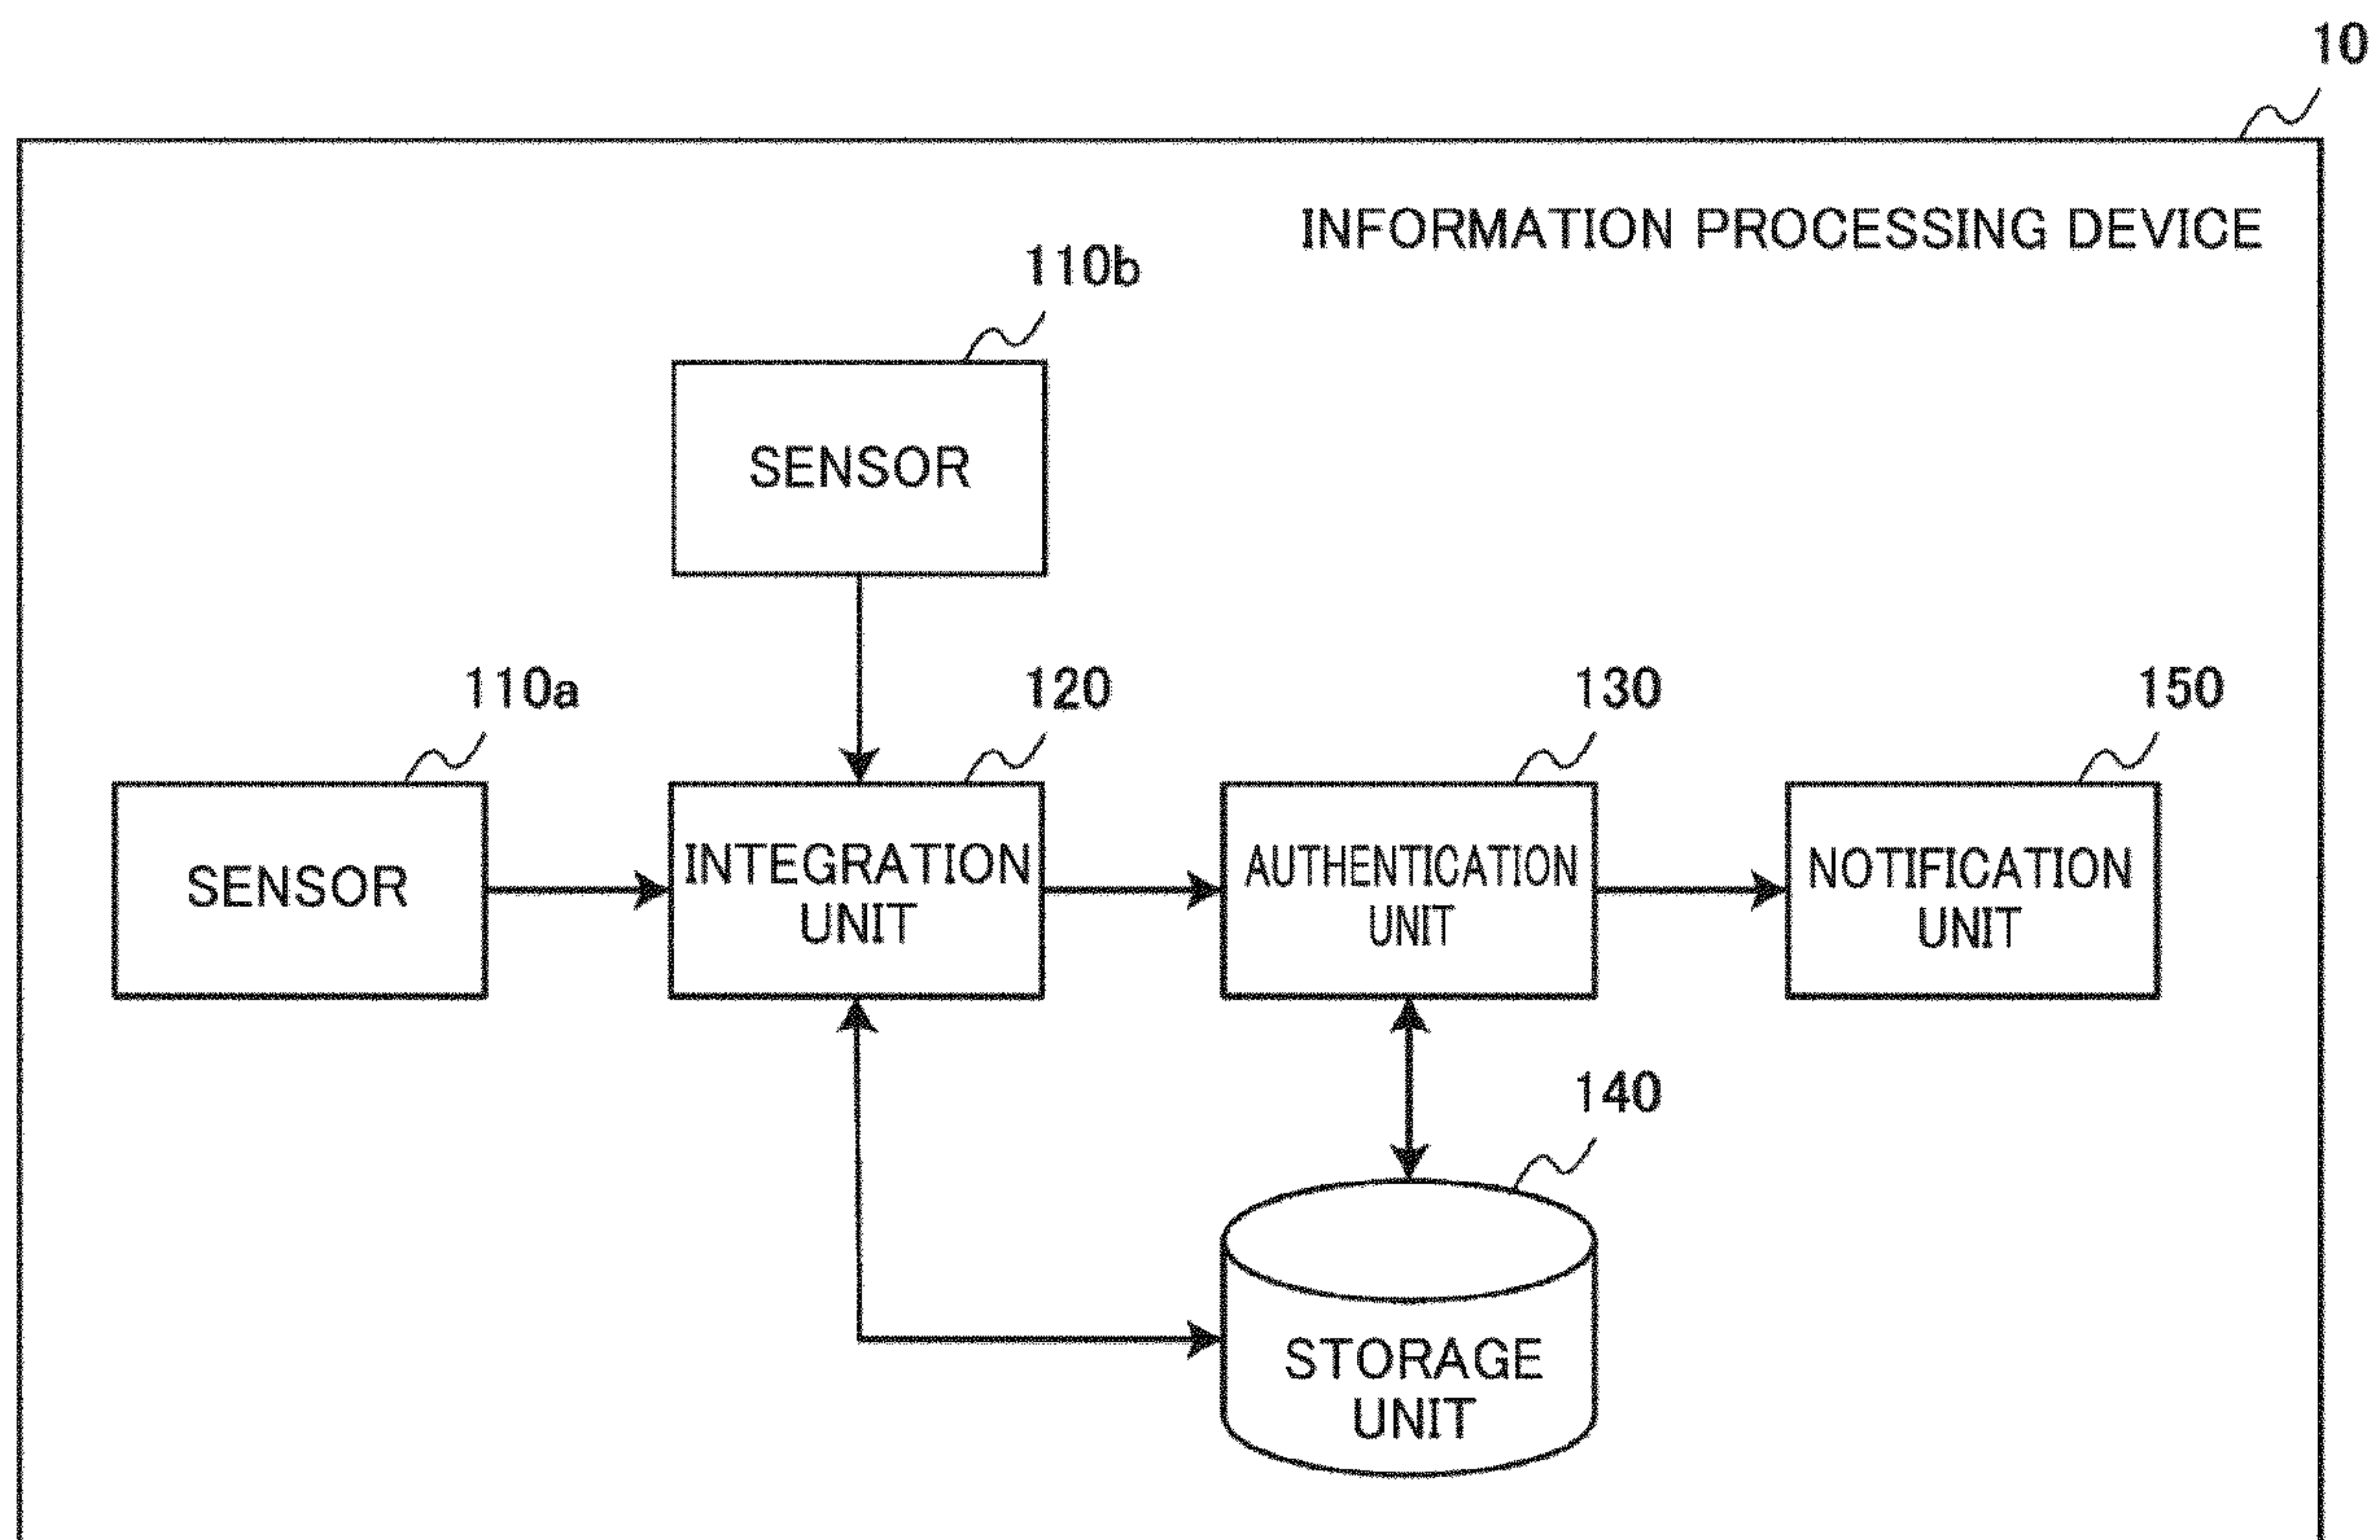 10
INFORMATION PROCESSING DEVICE
110b
SENSOR
110a
120
130
150
SENSOR
INTEGRATION
UNIT
AUTHENTICATION
UNIT
NOTIFICATION
UNIT
140
STORAGE
UNIT